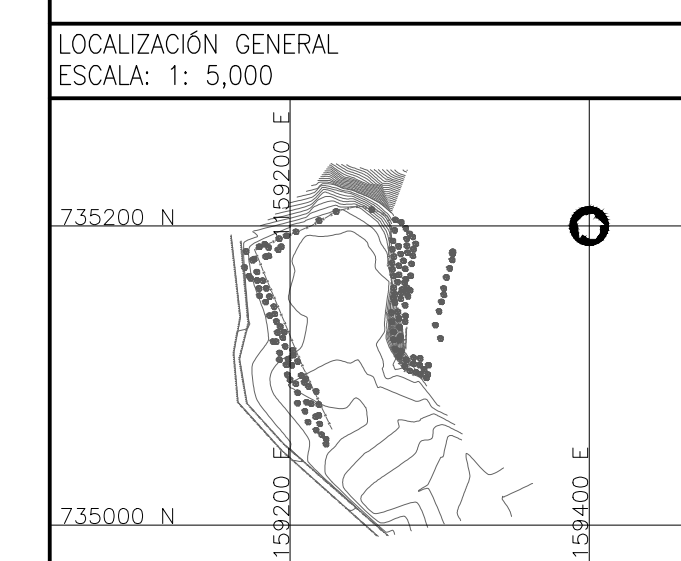 LOCALIZACIÓN GENERAL
ESCALA: 1: 5,000
159200 E
735200 N
159200 E
159400 E
735000 N